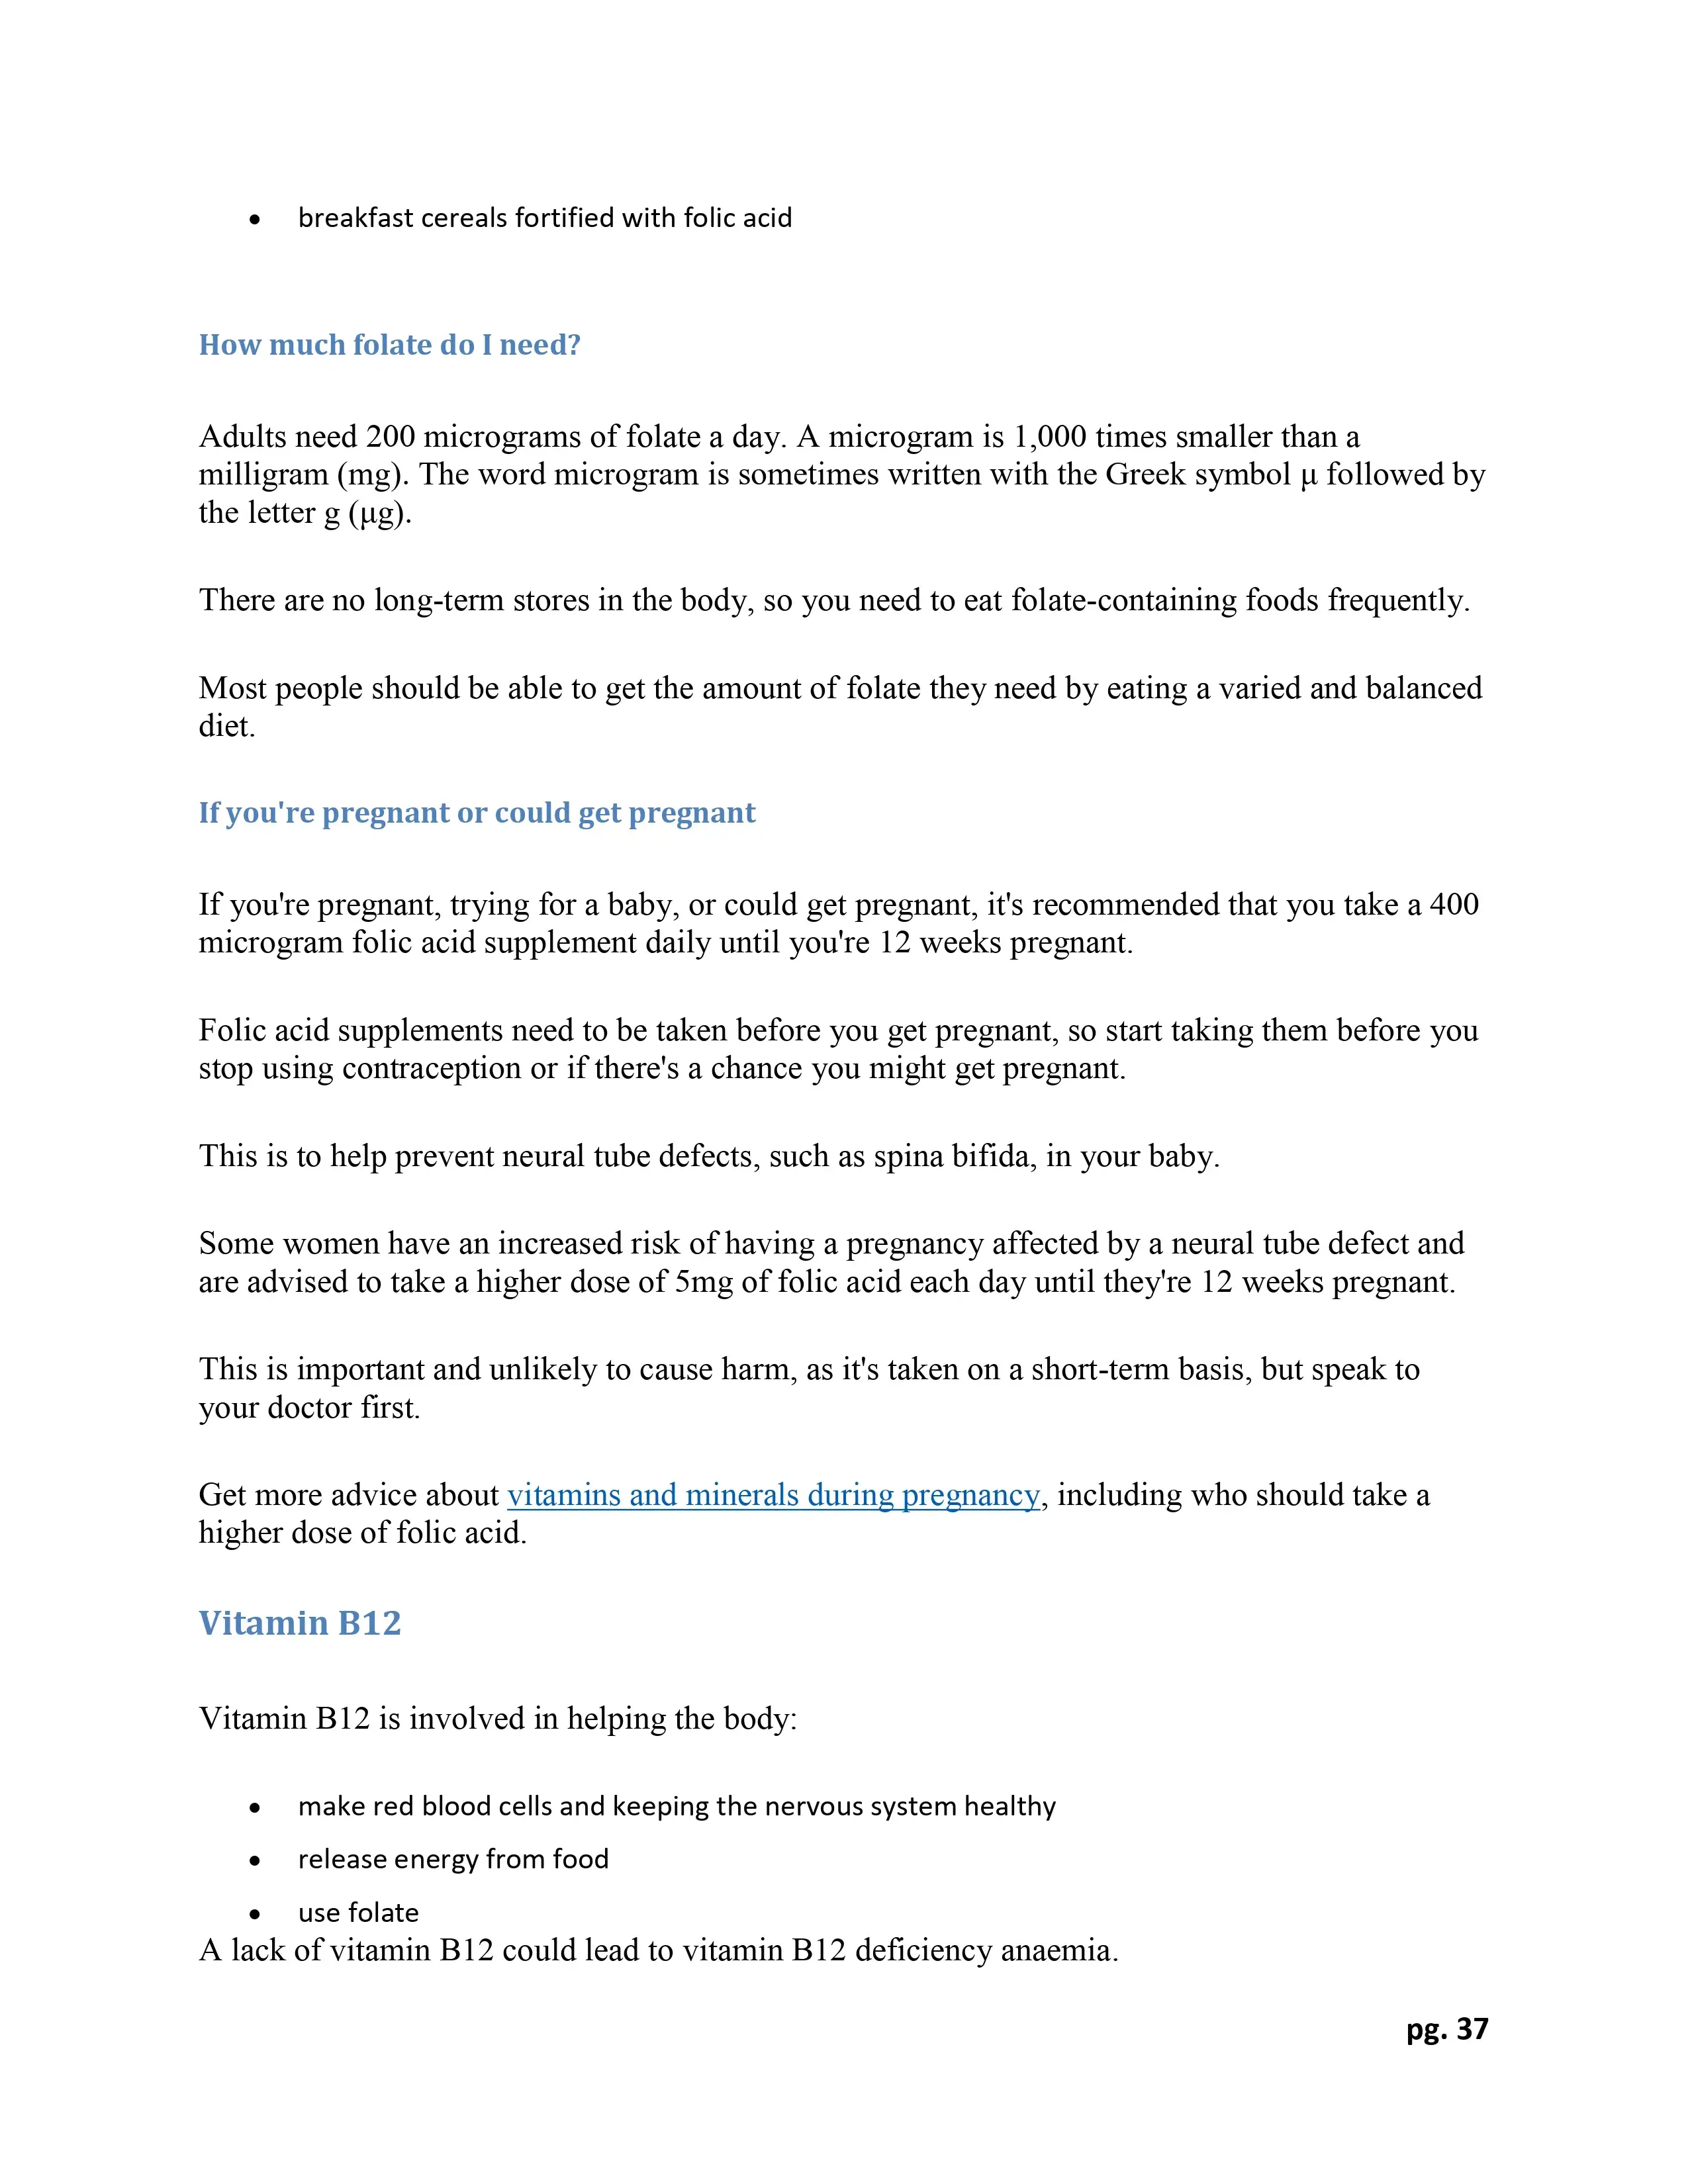 • breakfast cereals fortified with folic acid
How much folate do I need?
Adults need 200 micrograms of folate a day. A microgram is 1,000 times smaller than a
milligram (mg). The word microgram is sometimes written with the Greek symbol μ followed by
the letter g (μg).
There are no long-term stores in the body, so you need to eat folate-containing foods frequently.
Most people should be able to get the amount of folate they need by eating a varied and balanced
diet.
If you're pregnant or could get pregnant
If you're pregnant, trying for a baby, or could get pregnant, it's recommended that you take a 400
microgram folic acid supplement daily until you're 12 weeks pregnant.
Folic acid supplements need to be taken before you get pregnant, so start taking them before you
stop using contraception or if there's a chance you might get pregnant.
This is to help prevent neural tube defects, such as spina bifida, in your baby.
Some women have an increased risk of having a pregnancy affected by a neural tube defect and
are advised to take a higher dose of 5mg of folic acid each day until they're 12 weeks pregnant.
This is important and unlikely to cause harm, as it's taken on a short-term basis, but speak to
your doctor first.
Get more advice about vitamins and minerals during pregnancy, including who should take a
higher dose of folic acid.
Vitamin B12
Vitamin B12 is involved in helping the body:
• make red blood cells and keeping the nervous system healthy
• release energy from food
• use folate
A lack of vitamin B12 could lead to vitamin B12 deficiency anaemia.
pg. 37